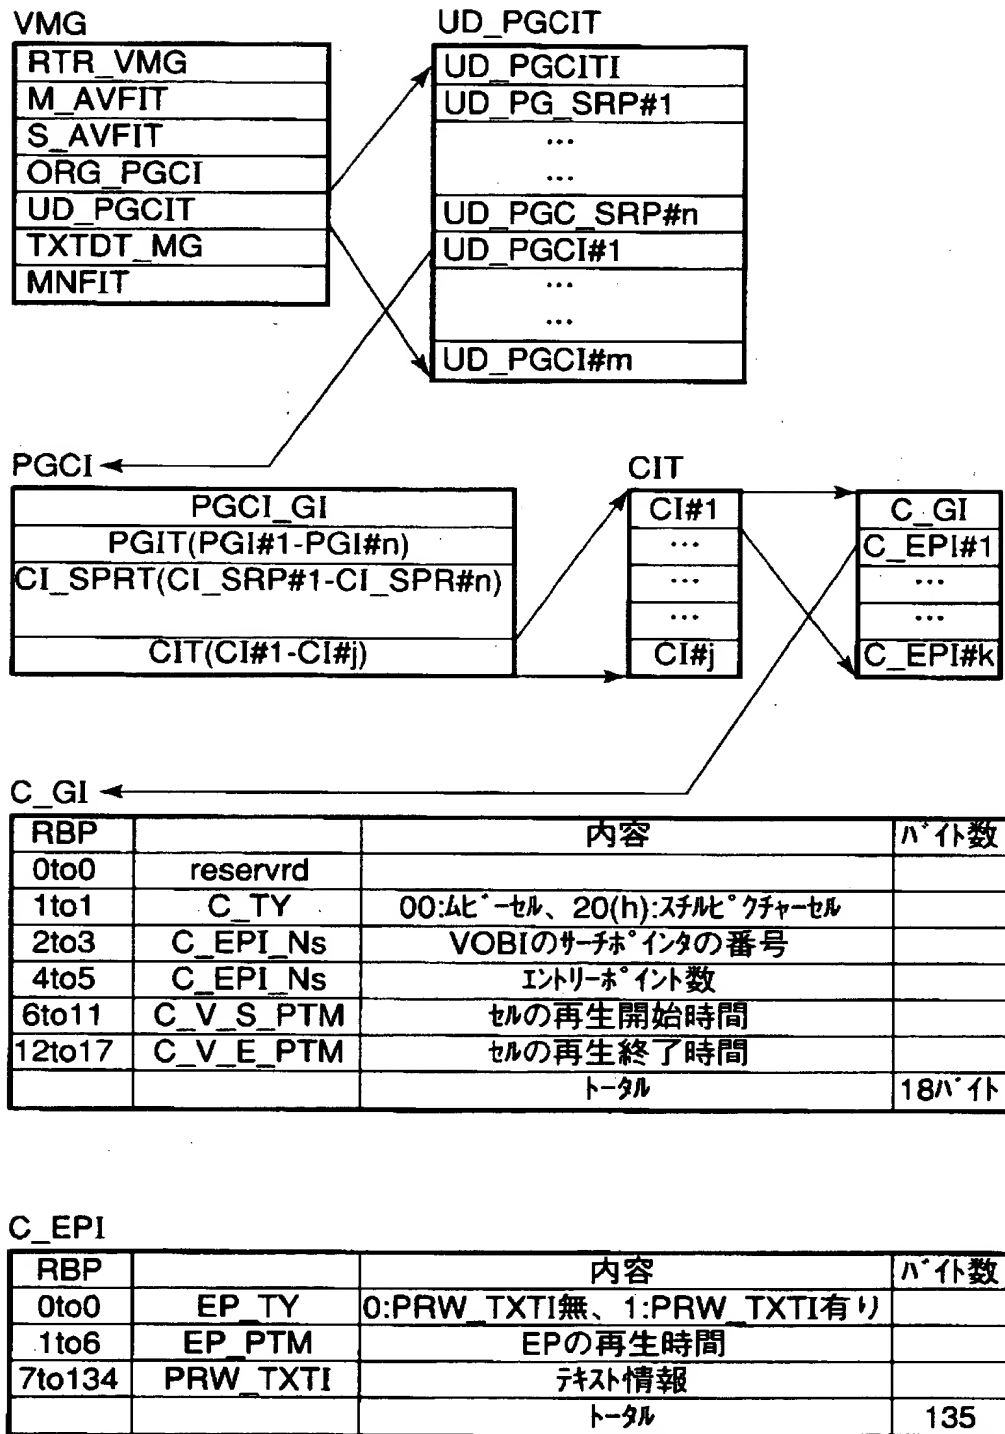 VMG
RTR_VMG
M_AVFIT
S_AVFIT
ORG_PGCI
UD_PGCIT
TXTDT_MG
MNFIT
UD_PGCIT
UD_PGCITI
UD_PG_SRP#1
...
...
UD_PGC_SRP#n
UD_PGCI#1
...
...
UD_PGCI#m
PGCI
PGCI_GI
PGIT(PGI#1-PGI#n)
CI_SPRT(CI_SRP#1-CI_SPR#n)
CIT(CI#1-CI#j)
CIT
CI#1
...
...
...
CI#j
C_GI
C_EPI#1
...
...
C_EPI#k
C_GI
RBP 内容 ﾊﾞｲﾄ数
0to0 reservrd
1to1 C_TY 00:ﾑﾋﾞｰｾﾙ、20(h):ｽﾁﾙﾋﾟｸﾁｬｰｾﾙ
2to3 C_EPI_Ns VOBIのｻｰﾁﾎﾟｲﾝﾀの番号
4to5 C_EPI_Ns ｴﾝﾄﾘｰﾎﾟｲﾝﾄ数
6to11 C_V_S_PTM ｾﾙの再生開始時間
12to17 C_V_E_PTM ｾﾙの再生終了時間
ﾄｰﾀﾙ 18ﾊﾞｲﾄ
C_EPI
RBP 内容 ﾊﾞｲﾄ数
0to0 EP_TY 0:PRW_TXTI無、1:PRW_TXTI有り
1to6 EP_PTM EPの再生時間
7to134 PRW_TXTI ﾃｷｽﾄ情報
ﾄｰﾀﾙ 135